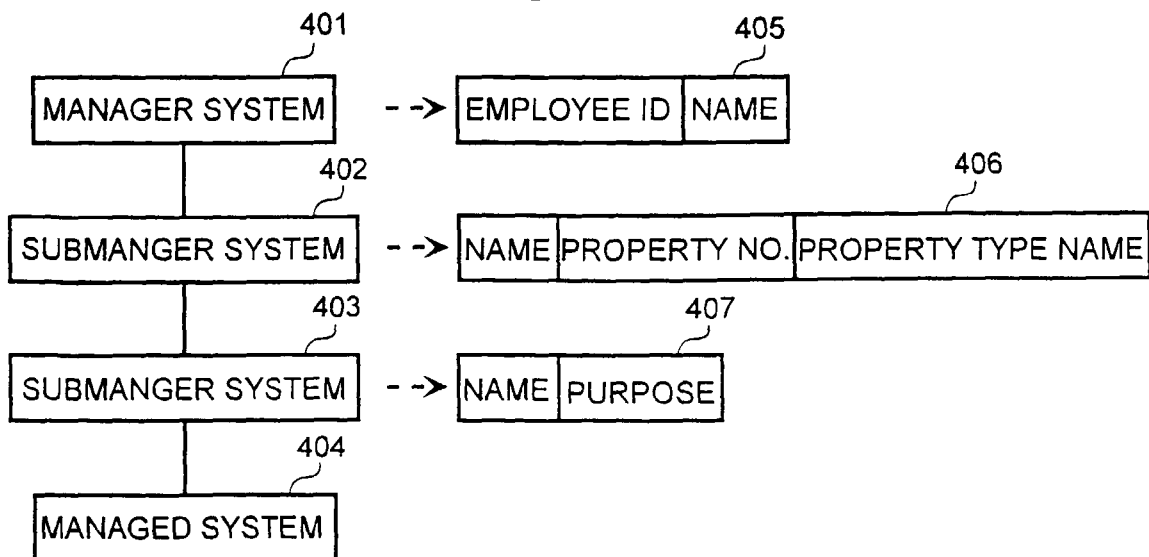 401
405
MANAGER SYSTEM
EMPLOYEE ID NAME
402
406
SUBMANGER SYSTEM
NAME PROPERTY NO. PROPERTY TYPE NAME
403
407
SUBMANGER SYSTEM
NAME PURPOSE
404
MANAGED SYSTEM